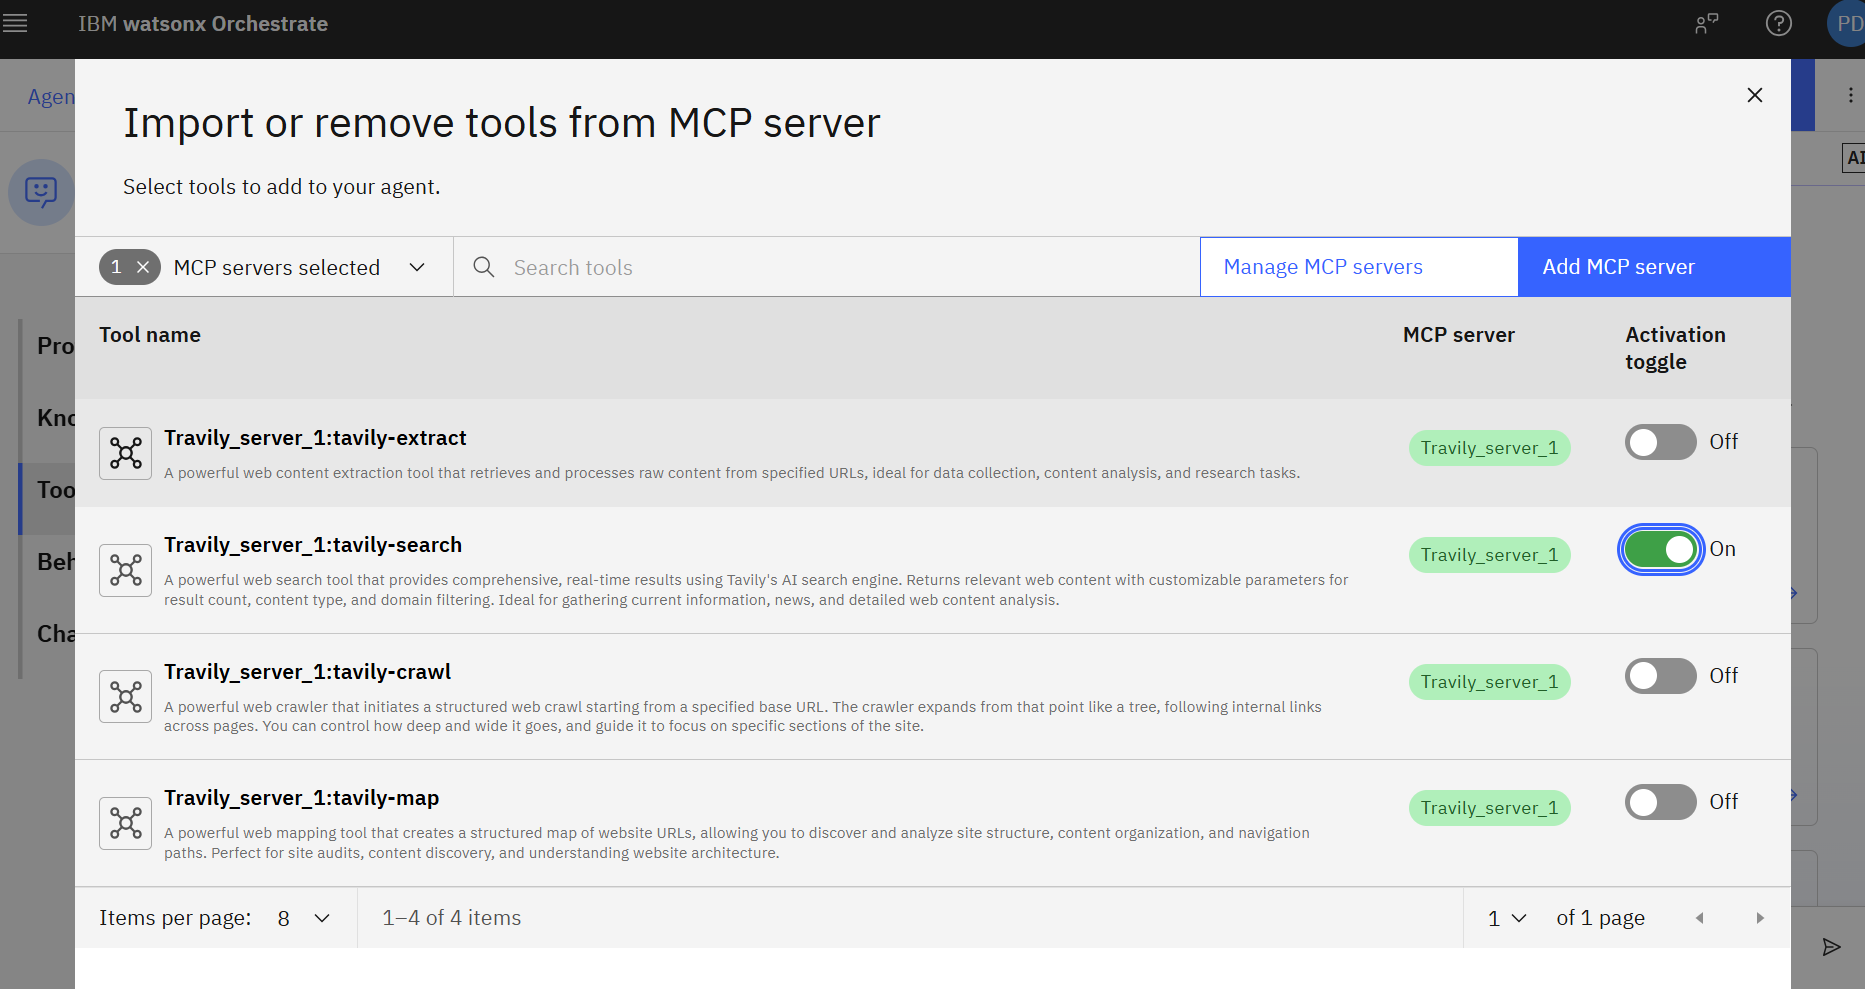 IBM watsonx Orchestrate
PD
Agen
AI
Import or remove tools from MCP server
Select tools to add to your agent.
1
MCP servers selected
Search tools
Manage MCP servers
Add MCP server
Pro
Kno
Too
Beh
Cha
Tool name
MCP server
Activation
toggle
Travily_server_1:tavily-extract
A powerful web content extraction tool that retrieves and processes raw content from specified URLs, ideal for data collection, content analysis, and research tasks.
Travily_server_1
Off
Travily_server_1:tavily-search
A powerful web search tool that provides comprehensive, real-time results using Tavily's AI search engine. Returns relevant web content with customizable parameters for
result count, content type, and domain filtering. Ideal for gathering current information, news, and detailed web content analysis.
Travily_server_1
On
Travily_server_1:tavily-crawl
A powerful web crawler that initiates a structured web crawl starting from a specified base URL. The crawler expands from that point like a tree, following internal links
across pages. You can control how deep and wide it goes, and guide it to focus on specific sections of the site.
Travily_server_1
Off
Travily_server_1:tavily-map
A powerful web mapping tool that creates a structured map of website URLs, allowing you to discover and analyze site structure, content organization, and navigation
paths. Perfect for site audits, content discovery, and understanding website architecture.
Travily_server_1
Off
Items per page: 8
1–4 of 4 items
1
of 1 page